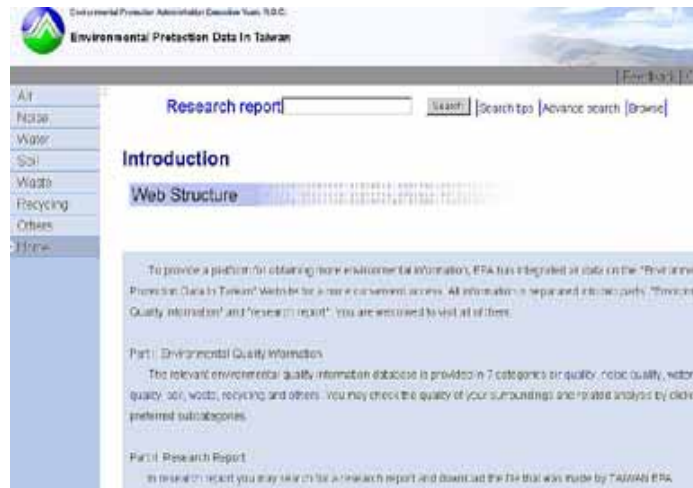 Environmental Protection Administration Executive Yuan, R.O.C.
Environmental Protection Data In Taiwan
Feedback
Air
Noise
Water
Soil
Waste
Recycling
Others
Home
Research report Search |Search tips |Advance search |Browse|
Introduction
Web Structure
To provide a platform for obtaining more environmental information, EPA has integrated all data on the "Environme
Protection Data In Taiwan" Website for a more convenient access. All information is separated into two parts, "Environ
Quality information" and "research report". You are welcomed to visit all of them.
Part I Environmental Quality Information
The relevant environmental quality information database is provided in 7 categories air quality, noise quality, water
quality, soil, waste, recycling and others. You may check the quality of your surroundings and related analysis by click
preferred subcategories.
Part II Research Report
In research report you may search for a research report and download the file that was made by TAIWAN EPA